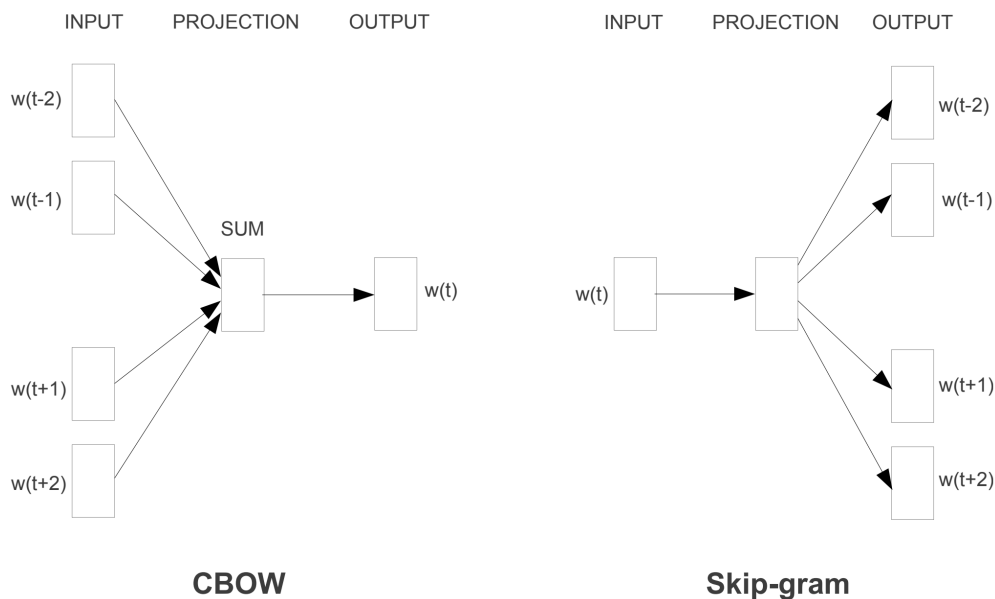 INPUT PROJECTION OUTPUT
w(t-2)
w(t-1)
SUM
w(t)
w(t+1)
w(t+2)
CBOW
INPUT PROJECTION OUTPUT
w(t-2)
w(t-1)
w(t)
w(t+1)
w(t+2)
Skip-gram